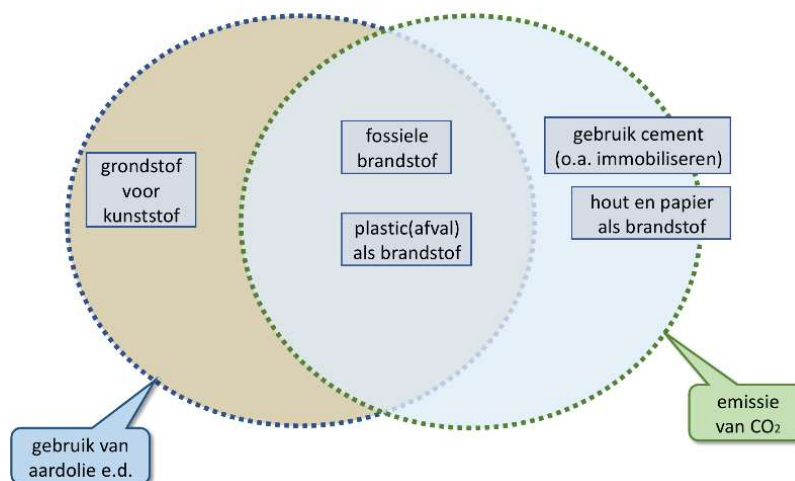 grondstof
voor
kunststof
fossiele
brandstof
plastic(afval)
als brandstof
gebruik cement
(o.a. immobiliseren)
hout en papier
als brandstof
gebruik van
aardolie e.d.
emissie
van CO₂